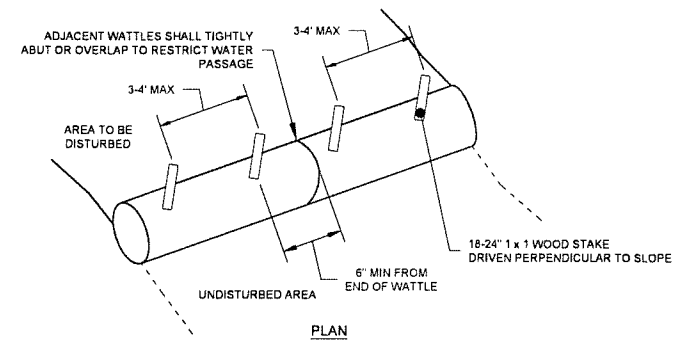 ADJACENT WATTLES SHALL TIGHTLY
ABUT OR OVERLAP TO RESTRICT WATER
PASSAGE
3-4' MAX
3-4' MAX
AREA TO BE
DISTURBED
18-24" 1 x 1 WOOD STAKE
DRIVEN PERPENDICULAR TO SLOPE
6" MIN FROM
END OF WATTLE
UNDISTURBED AREA
PLAN